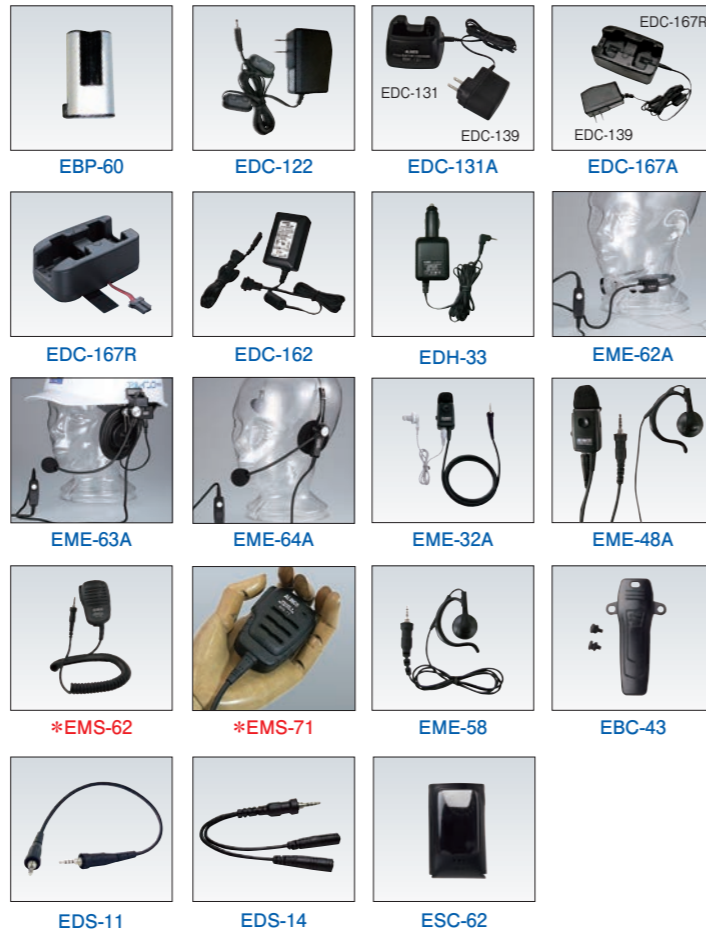 EDC-167R
EDC-131
EDC-139
EDC-139
EBP-60
EDC-122
EDC-131A
EDC-167A
EDC-167R
EDC-162
EDH-33
EME-62A
EME-63A
EME-64A
EME-32A
EME-48A
*EMS-62
*EMS-71
EME-58
EBC-43
EDS-11
EDS-14
ESC-62